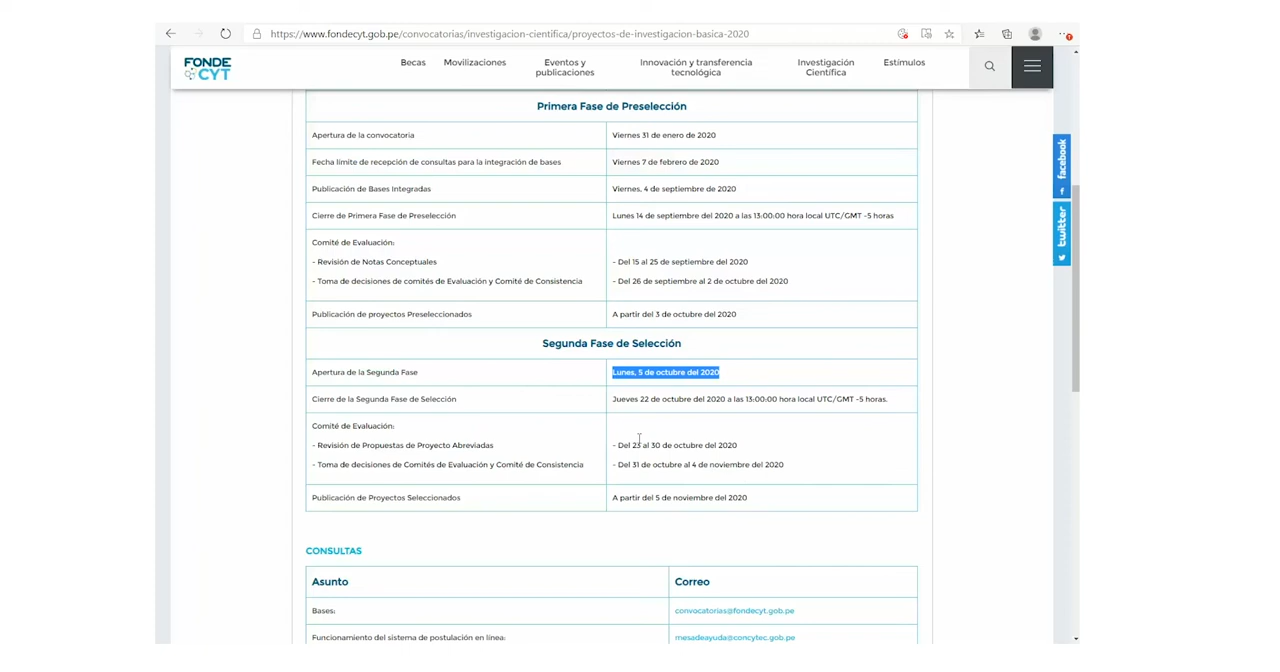 https://www.fondecyt.gob.pe/convocatorias/investigacion-cientifica/proyectos-de-investigacion-basica-2020
FONDE
CYT
Becas
Movilizaciones
Eventos y
publicaciones
Innovación y transferencia
tecnológica
Investigación
Científica
Estímulos
Primera Fase de Preselección
Apertura de la convocatoria
Viernes 31 de enero de 2020
Fecha límite de recepción de consultas para la integración de bases
Viernes 7 de febrero de 2020
Publicación de Bases Integradas
Viernes, 4 de septiembre de 2020
Cierre de Primera Fase de Preselección
Lunes 14 de septiembre del 2020 a las 13:00:00 hora local UTC/GMT -5 horas
Comité de Evaluación:
- Revisión de Notas Conceptuales
- Del 15 al 25 de septiembre del 2020
- Toma de decisiones de comités de Evaluación y Comité de Consistencia
- Del 26 de septiembre al 2 de octubre del 2020
Publicación de proyectos Preseleccionados
A partir del 3 de octubre del 2020
Segunda Fase de Selección
Apertura de la Segunda Fase
Lunes, 5 de octubre del 2020
Cierre de la Segunda Fase de Selección
Jueves 22 de octubre del 2020 a las 13:00:00 hora local UTC/GMT -5 horas.
Comité de Evaluación:
- Revisión de Propuestas de Proyecto Abreviadas
- Del 23 al 30 de octubre del 2020
- Toma de decisiones de Comités de Evaluación y Comité de Consistencia
- Del 31 de octubre al 4 de noviembre del 2020
Publicación de Proyectos Seleccionados
A partir del 5 de noviembre del 2020
CONSULTAS
Asunto
Correo
Bases:
convocatorias@fondecyt.gob.pe
Funcionamiento del sistema de postulación en línea:
mesadeayuda@concytec.gob.pe
facebook
twitter